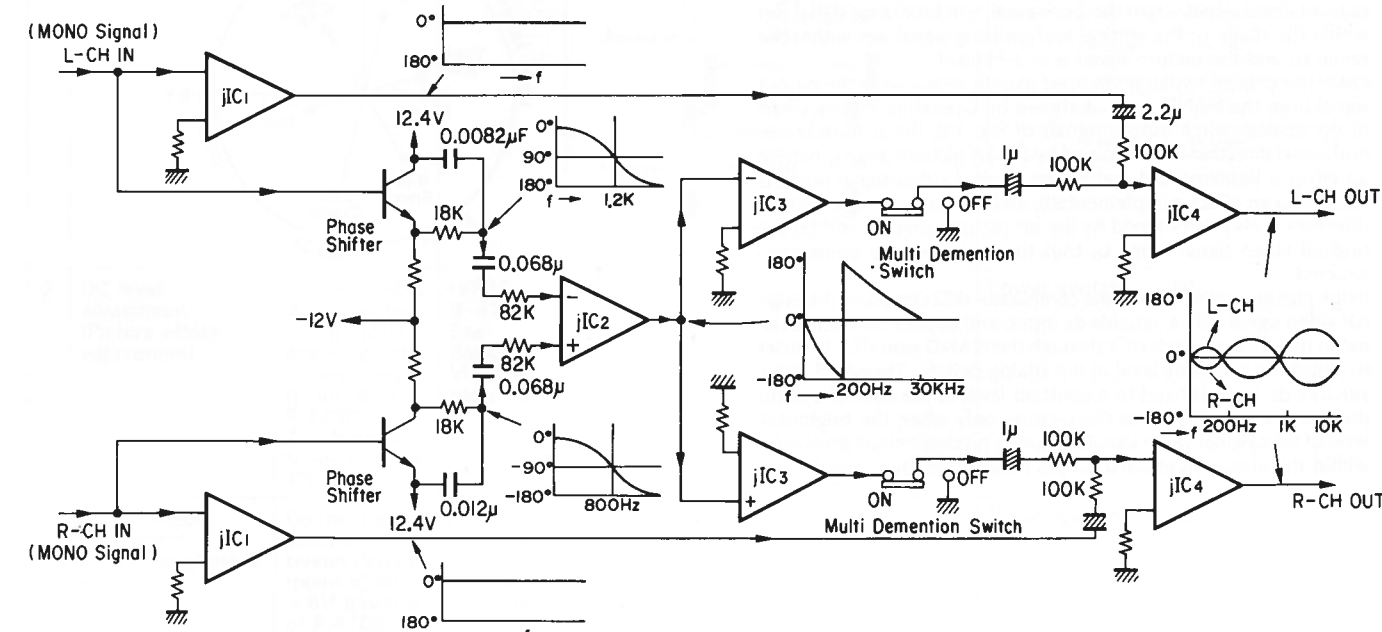 (MONO Signal)
L-CH IN
jIC1
0°
180°
f
12.4V
0.0082μF
0°
90°
180°
f
1.2K
Phase
Shifter
18K
0.068μ
82K
−12V
jIC2
−
+
82K
0.068μ
18K
Phase
Shifter
0.012μ
12.4V
0°
−90°
−180°
800Hz
R-CH IN
(MONO Signal)
jIC1
0°
180°
f
jIC3
−
ON
OFF
Multi Demention
Switch
1μ
100K
2.2μ
100K
jIC4
L-CH OUT
180°
0°
−180°
f
200Hz
30KHz
180°
L-CH
0°
R-CH
−180°
f
200Hz
1K
10K
jIC3
+
ON
OFF
Multi Demention Switch
1μ
100K
100K
jIC4
R-CH OUT